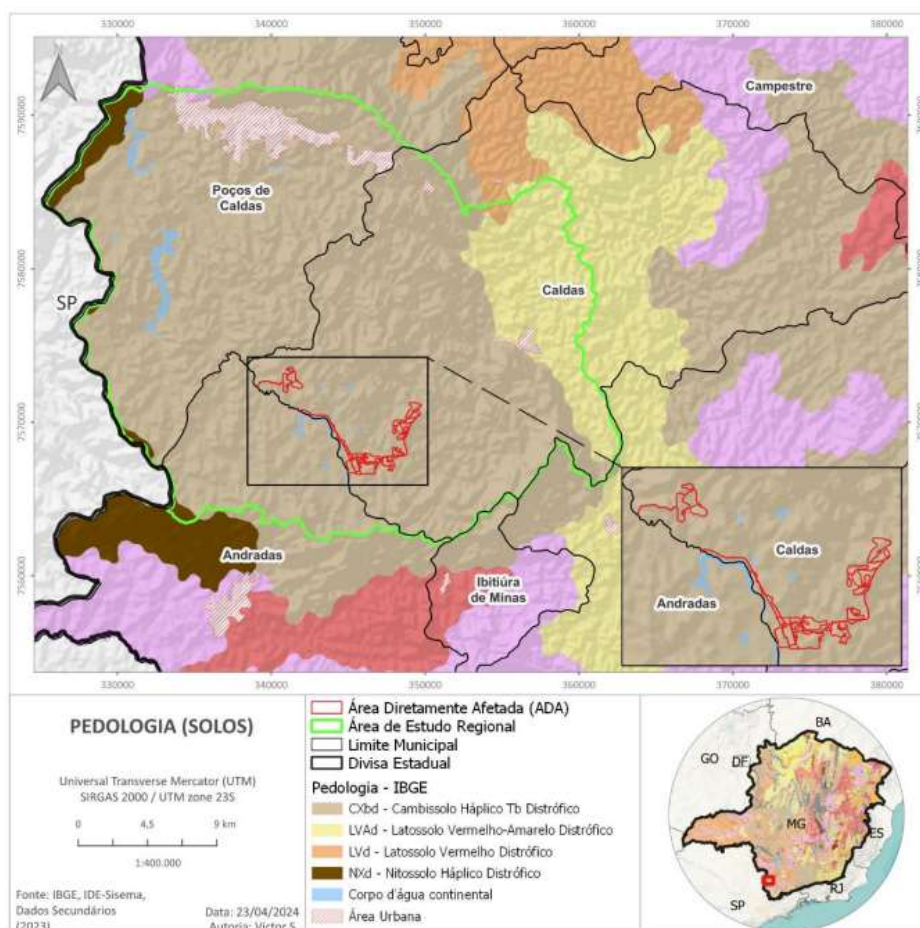 330000 340000 350000 360000 370000 380000
7590000
7580000
7570000
7560000
Campestre
Poços de
Caldas
Caldas
SP
Andradas
Ibitiúra
de Minas
Caldas
Andradas
330000 340000 350000 360000 370000 380000
PEDOLOGIA (SOLOS)
Universal Transverse Mercator (UTM)
SIRGAS 2000 / UTM zone 23S
0 4,5 9 km
1:400.000
Fonte: IBGE, IDE-Sisema,
Dados Secundários
(2023)
Data: 23/04/2024
Autoria: Victor S.
Área Diretamente Afetada (ADA)
Área de Estudo Regional
Limite Municipal
Divisa Estadual
Pedologia - IBGE
CXbd - Cambissolo Háplico Tb Distrófico
LVAd - Latossolo Vermelho-Amarelo Distrófico
LVd - Latossolo Vermelho Distrófico
NXd - Nitossolo Háplico Distrófico
Corpo d'água continental
Área Urbana
BA
GO
DF
MG
ES
RJ
SP